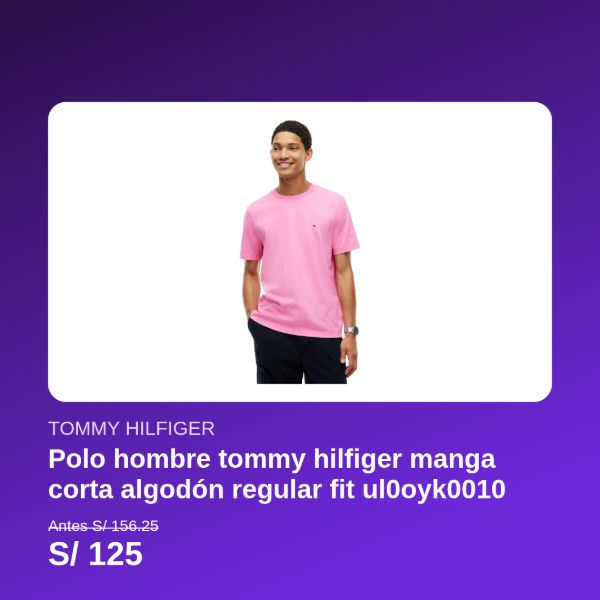 TOMMY HILFIGER
Polo hombre tommy hilfiger manga
corta algodón regular fit ul0oyk0010
Antes S/ 156.25
S/ 125